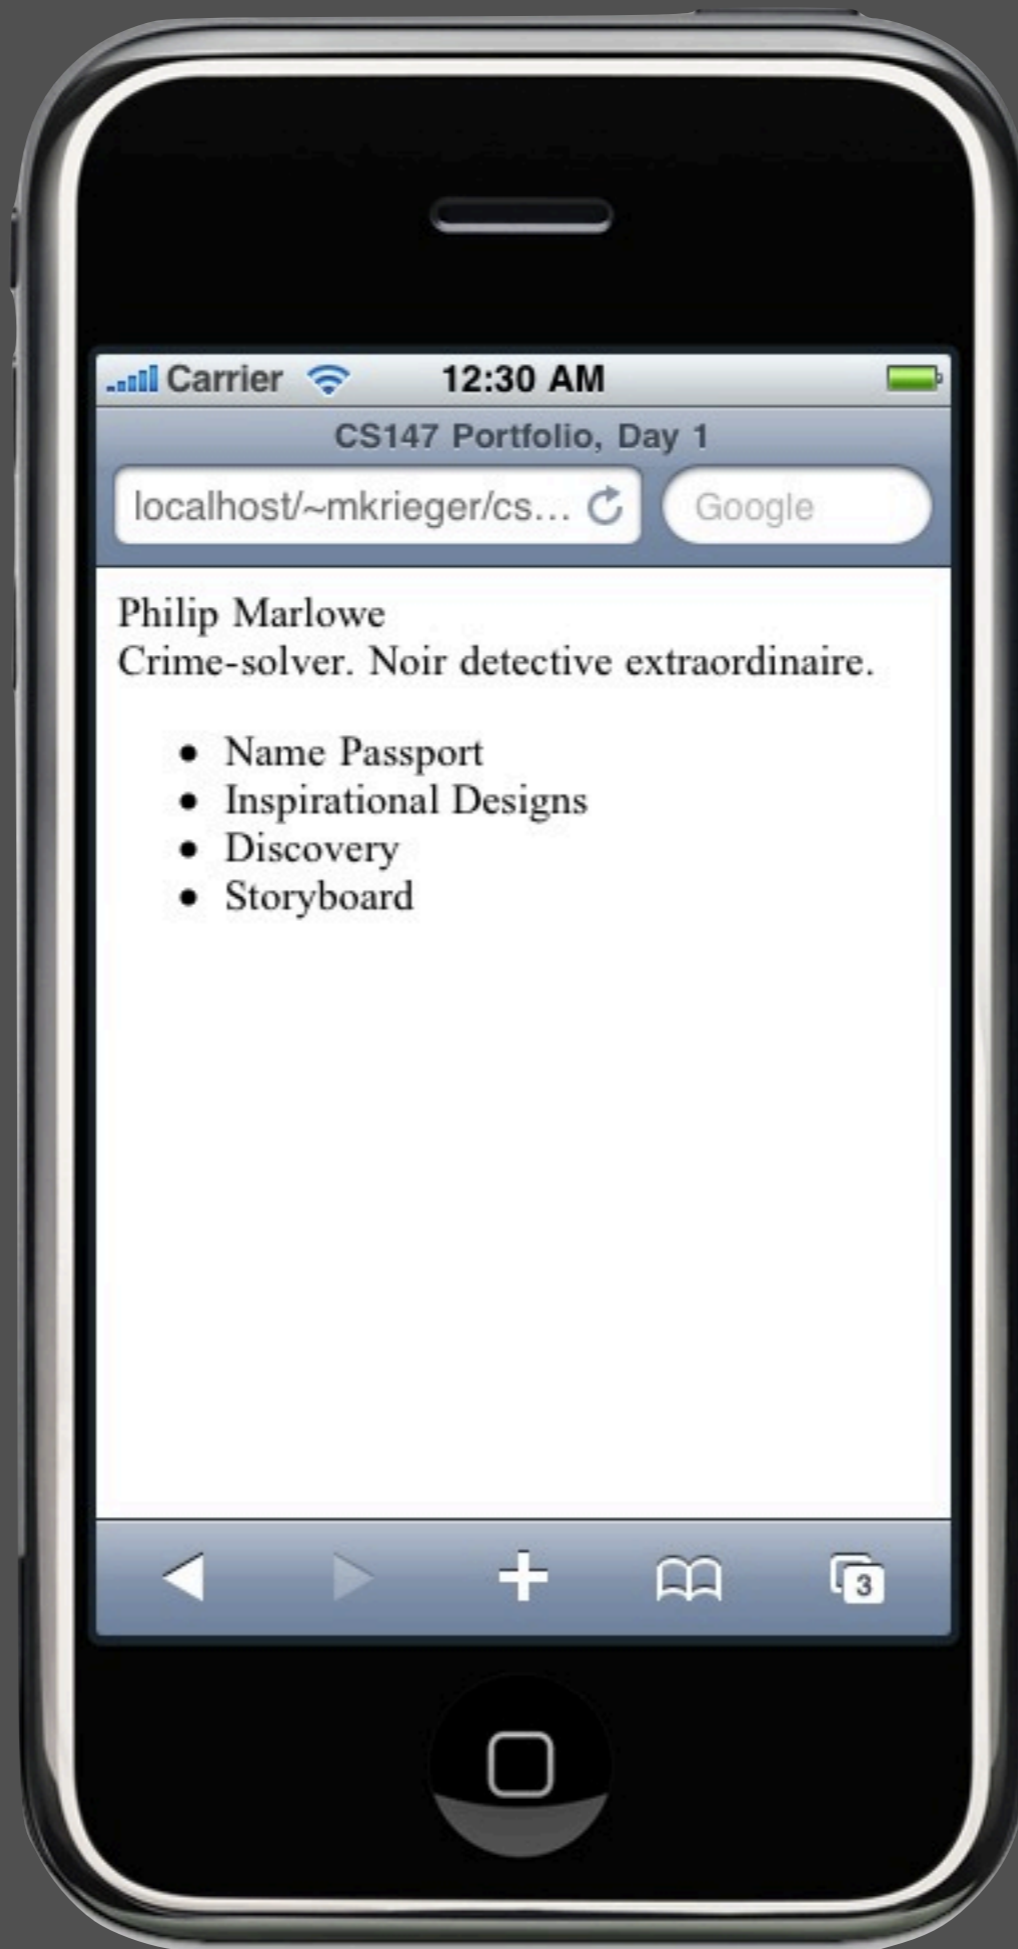 Carrier 12:30 AM
CS147 Portfolio, Day 1
localhost/~mkrieger/cs... Google
Philip Marlowe
Crime-solver. Noir detective extraordinaire.
• Name Passport
• Inspirational Designs
• Discovery
• Storyboard
3